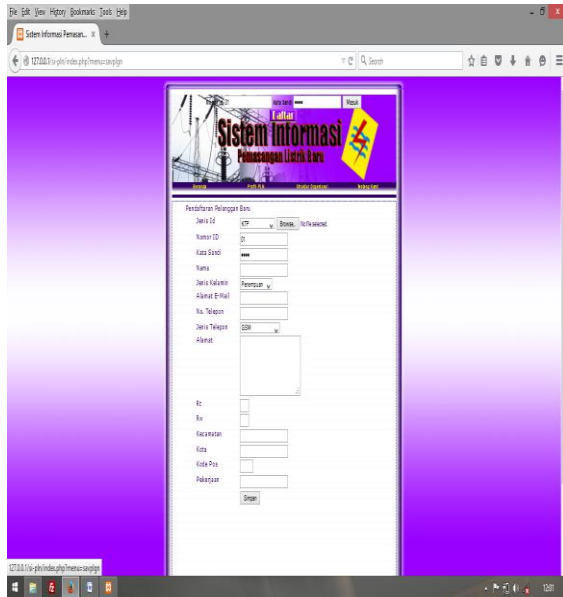 File Edit View History Bookmarks Tools Help
Sistem Informasi Pemasan... × +
127.0.0.1/si-pln/index.php?menu=savplgn
Search
Kata Sandi •••• Masuk
Daftar
Sistem Informasi
Pemasangan Listrik Baru
Beranda Profil PLN Struktur Organisasi Tentang Kami
Pendaftaran Pelanggan Baru
Jenis Id KTP Browse... No file selected.
Nomor ID 01
Kata Sandi ••••
Nama
Jenis Kelamin Perempuan
Alamat E-Mail
No. Telepon
Jenis Telepon GSM
Alamat
Rt
Rw
Kecamatan
Kota
Kode Pos
Pekerjaan
Simpan
127.0.0.1/si-pln/index.php?menu=savplgn
12:01